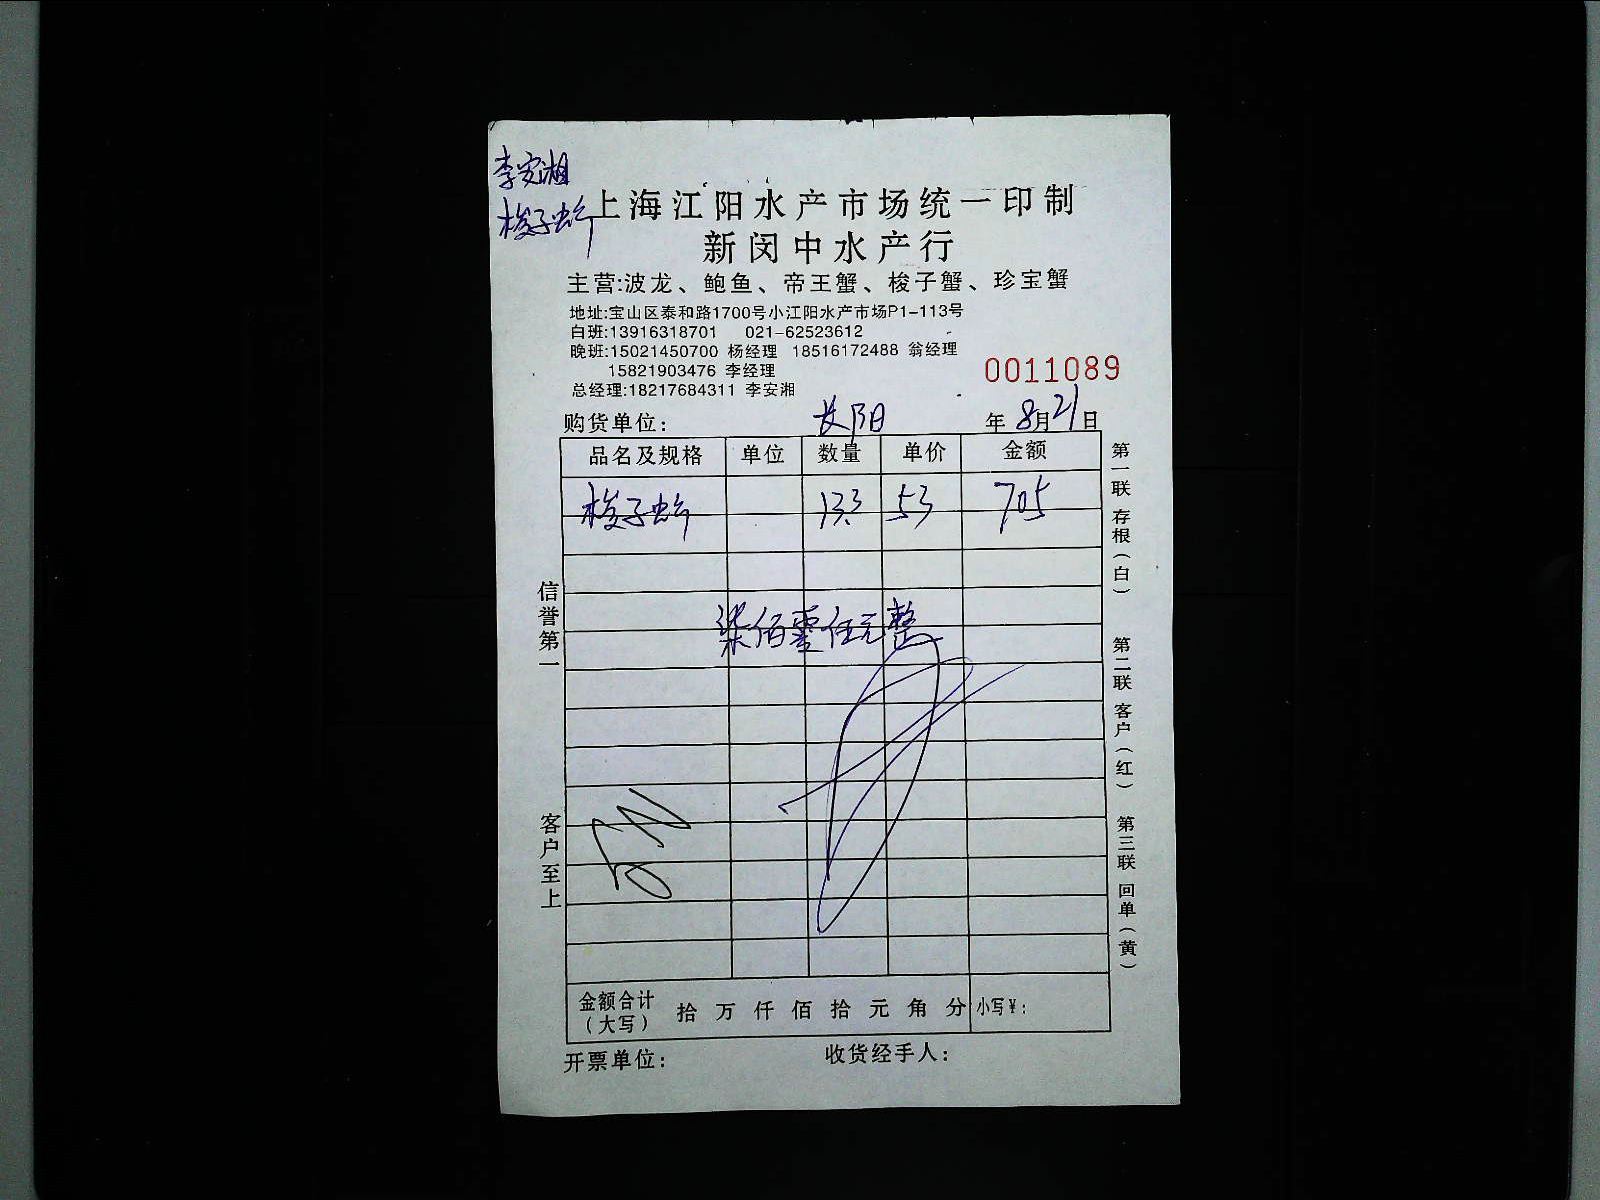 李安湘
梭子蟹
上海江阳水产市场统一印制
新闵中水产行
主营:波龙、鲍鱼、帝王蟹、梭子蟹、珍宝蟹
地址:宝山区泰和路1700号小江阳水产市场P1-113号
白班:13916318701 021-62523612
晚班:15021450700 杨经理 18516172488 翁经理
15821903476 李经理
总经理:18217684311 李安湘
0011089
购货单位: 长阳 年 8月21日
品名及规格 单位 数量 单价 金额
梭子蟹 13.3 53 705
柒佰零伍元整
信誉第一
客户至上
第一联 存根(白)
第二联 客户(红)
第三联 回单(黄)
金额合计(大写) 拾 万 仟 佰 拾 元 角 分 小写¥:
开票单位: 收货经手人: